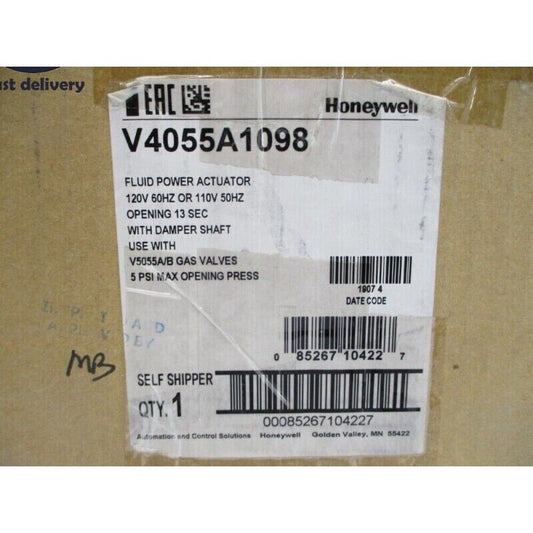 st delivery
EAC
Honeywell
V4055A1098
FLUID POWER ACTUATOR
120V 60HZ OR 110V 50HZ
OPENING 13 SEC
WITH DAMPER SHAFT
USE WITH
V5055A/B GAS VALVES
5 PSI MAX OPENING PRESS
1907 4
DATE CODE
0 85267 10422 7
MB
SELF SHIPPER
QTY. 1
00085267104227
Automation and Control Solutions Honeywell Golden Valley, MN 55422